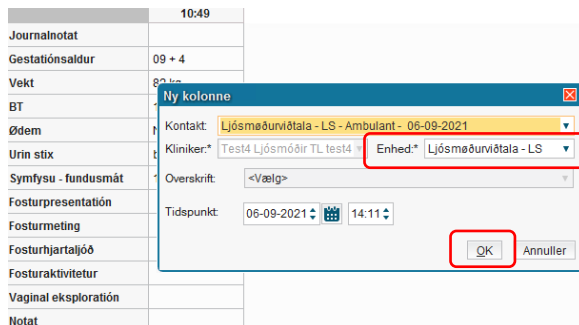 10:49
Journalnotat
Gestatiónsaldur 09 + 4
Vekt
BT
Ødem
Urin stix
Symfysu - fundusmát
Fosturpresentación
Fosturmeting
Fosturhjartaljóð
Fosturaktivitetur
Vaginal eksploratión
Notat
Ny kolonne
Kontakt: Ljósmøðurviðtala - LS - Ambulant - 06-09-2021
Kliniker:* Test4 Ljósmóðir TL test4 Enhed:* Ljósmøðurviðtala - LS
Overskrift: <Vælg>
Tidspunkt: 06-09-2021 14:11
OK Annuller